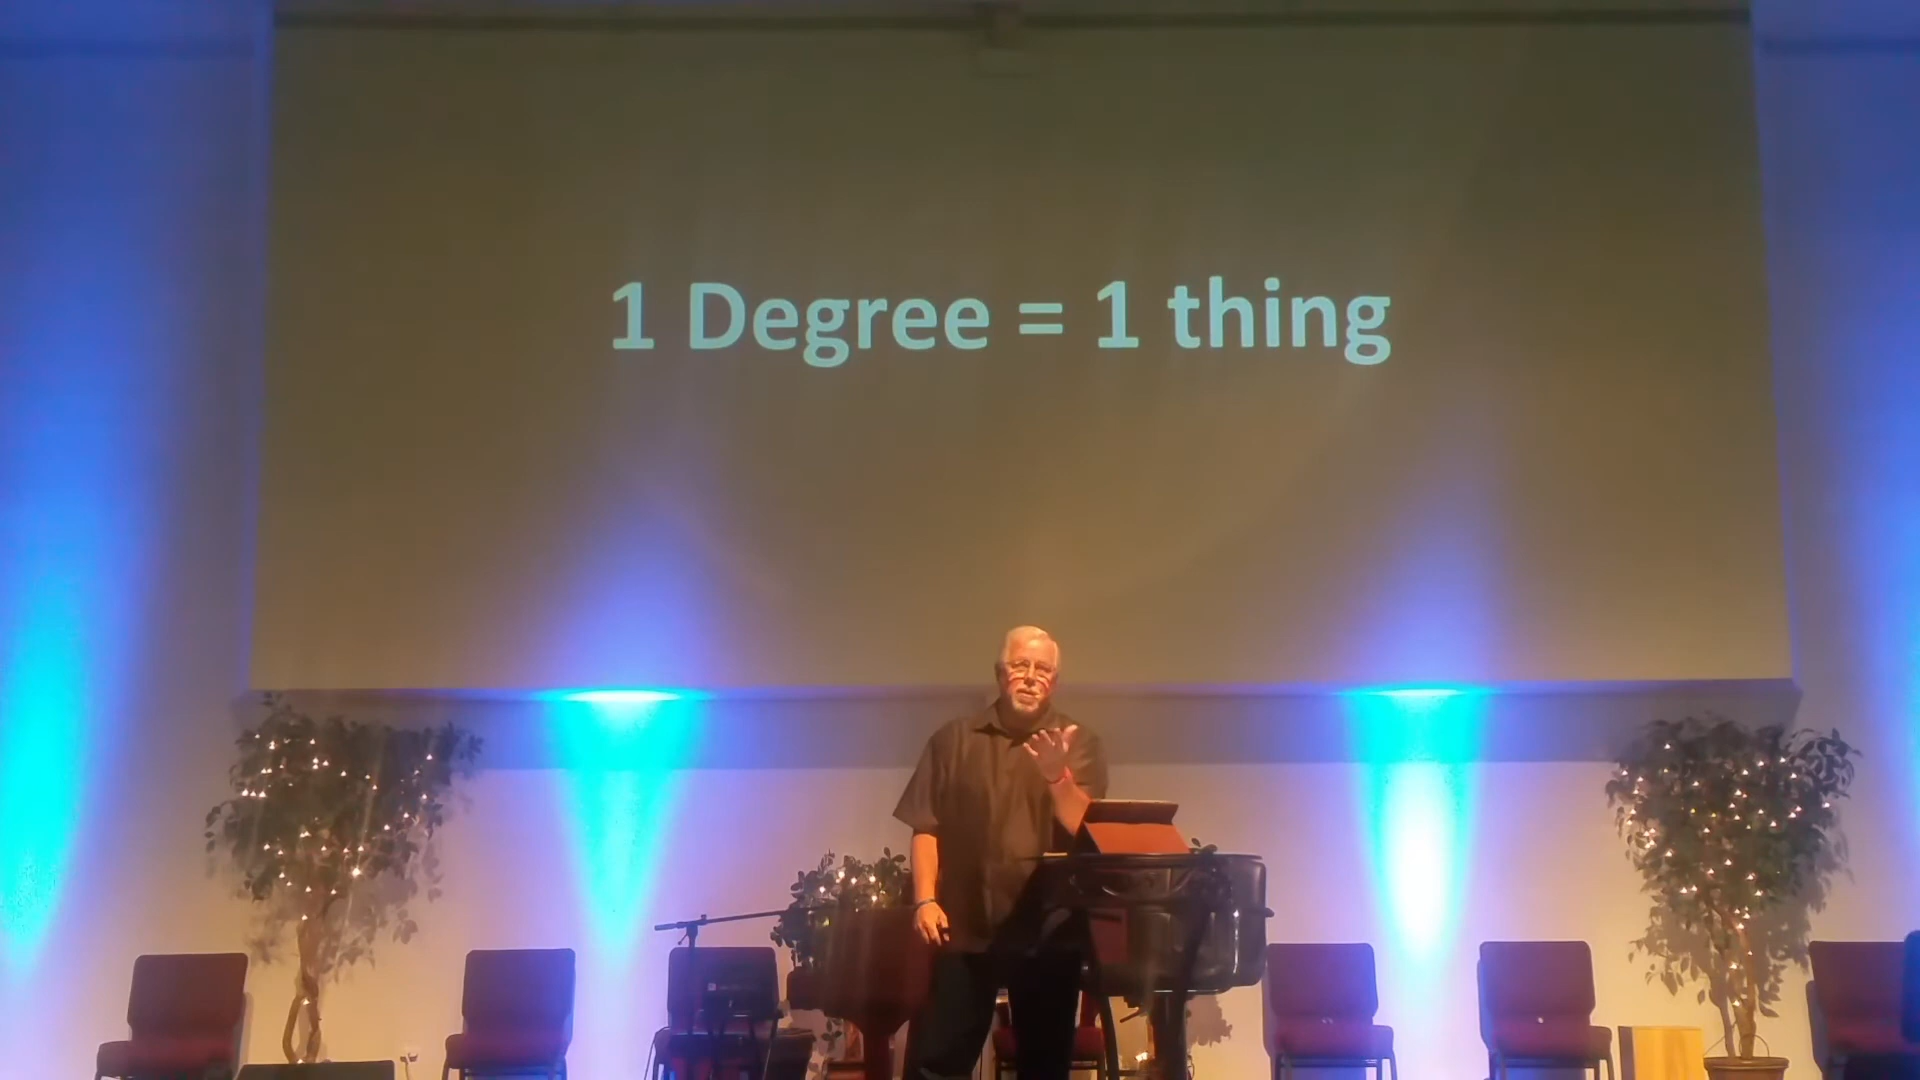 1 Degree = 1 thing